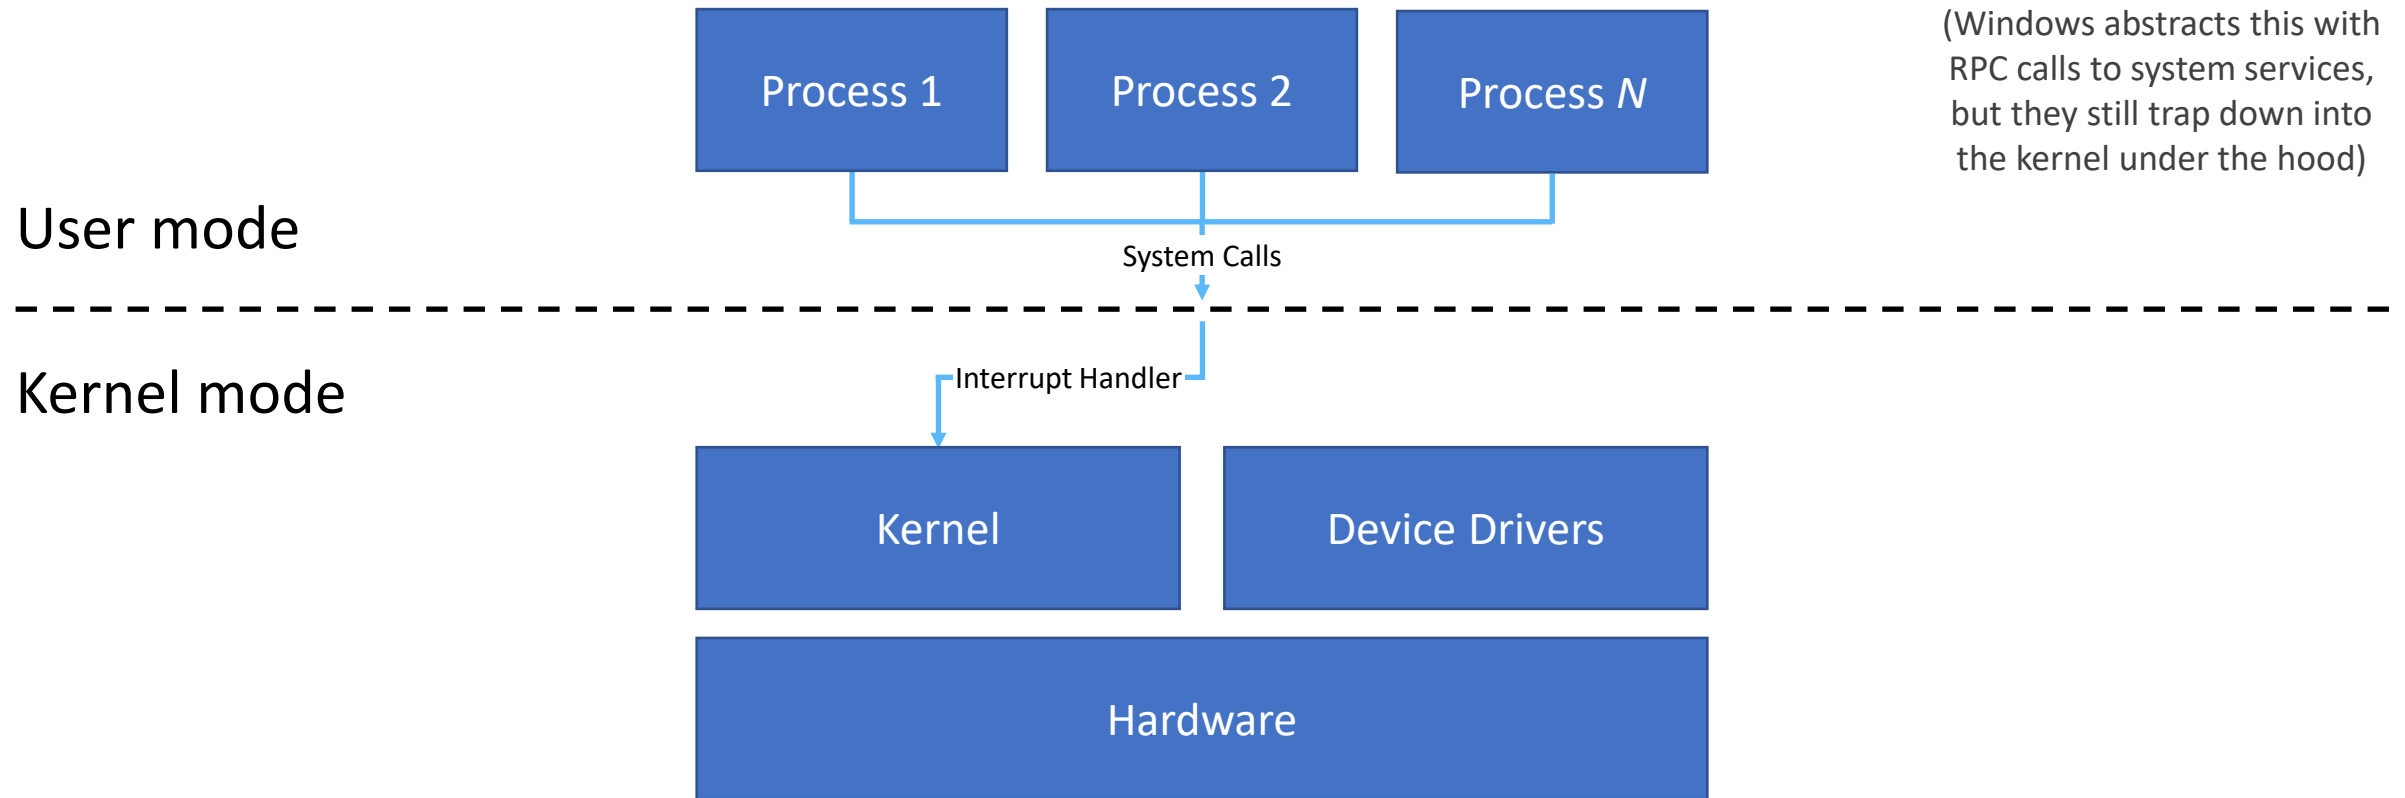 Process 1
Process 2
Process N
(Windows abstracts this with
RPC calls to system services,
but they still trap down into
the kernel under the hood)
User mode
System Calls
Kernel mode
Interrupt Handler
Kernel
Device Drivers
Hardware